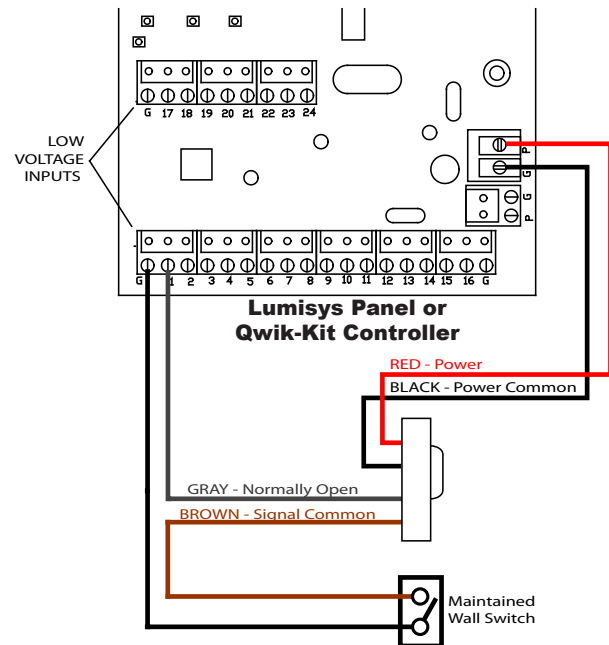 G 17 18 19 20 21 22 23 24
LOW
VOLTAGE
INPUTS
P
G
G
P
G 1 2 3 4 5 6 7 8 9 10 11 12 13 14 15 16 G
Lumisys Panel or
Qwik-Kit Controller
RED - Power
BLACK - Power Common
GRAY - Normally Open
BROWN - Signal Common
Maintained
Wall Switch